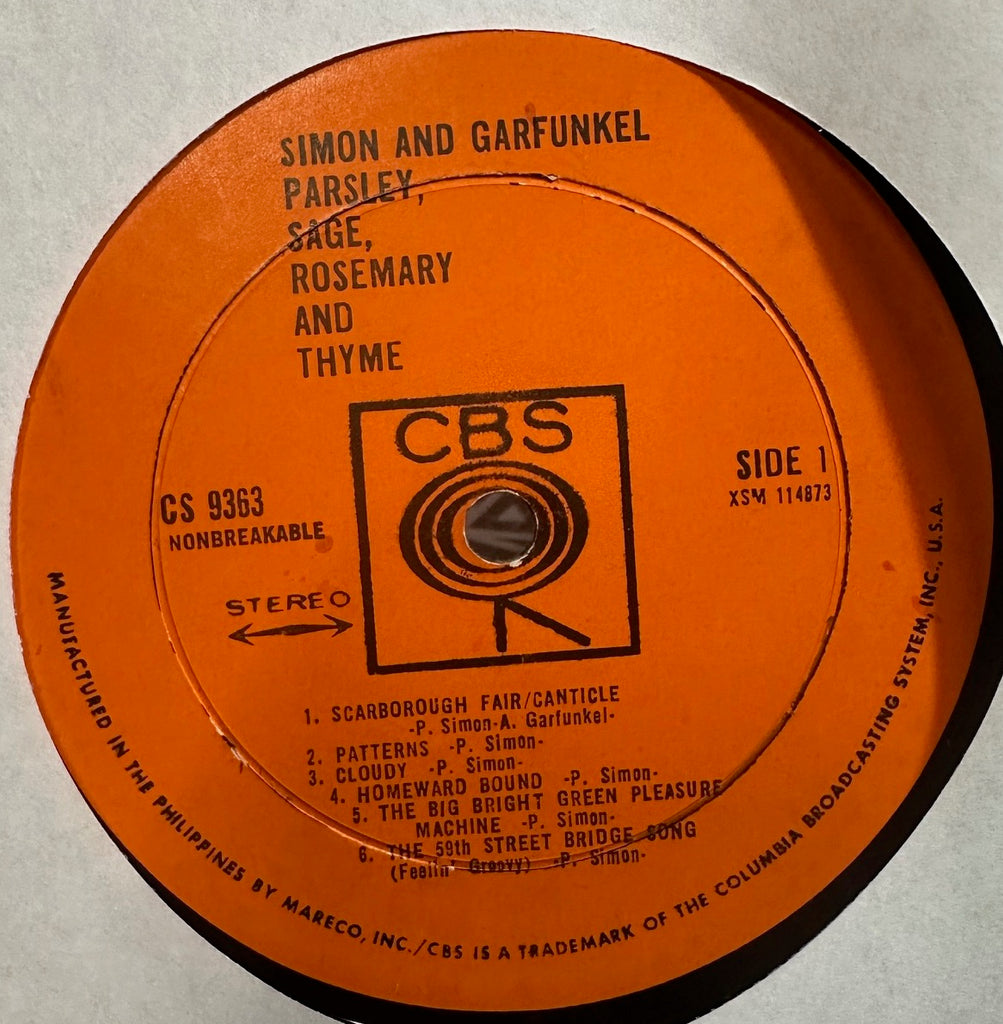 SIMON AND GARFUNKEL
PARSLEY,
SAGE,
ROSEMARY
AND
THYME
CBS
CS 9363
NONBREAKABLE
STEREO
SIDE 1
XSM 114873
1. SCARBOROUGH FAIR/CANTICLE
-P. Simon-A. Garfunkel-
2. PATTERNS -P. Simon-
3. CLOUDY -P. Simon-
4. HOMEWARD BOUND -P. Simon-
5. THE BIG BRIGHT GREEN PLEASURE
MACHINE -P. Simon-
6. THE 59th STREET BRIDGE SONG
(Feelin' Groovy) -P. Simon-
MANUFACTURED IN THE PHILIPPINES BY MARECO, INC./CBS IS A TRADEMARK OF THE COLUMBIA BROADCASTING SYSTEM, INC., U.S.A.